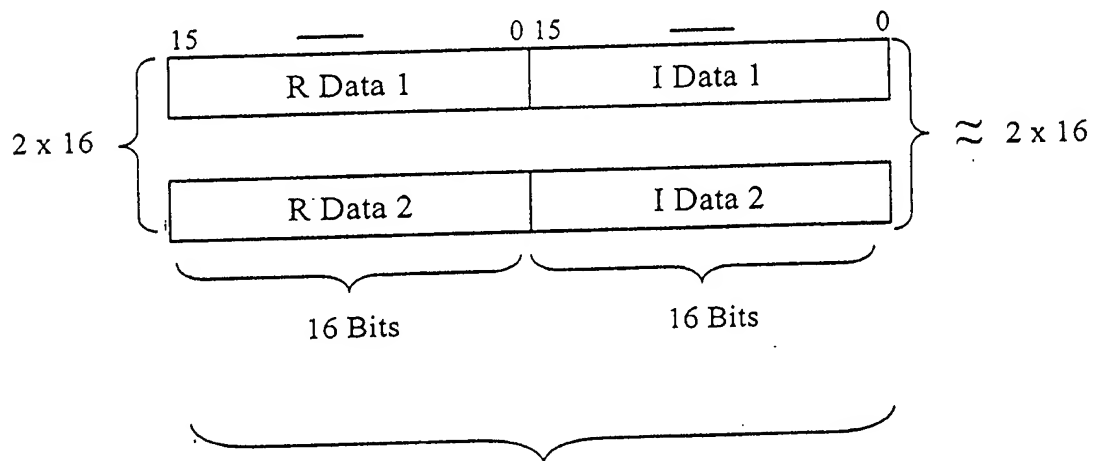 15 0 15 0
R Data 1 I Data 1
2 x 16 ≈ 2 x 16
R Data 2 I Data 2
16 Bits 16 Bits